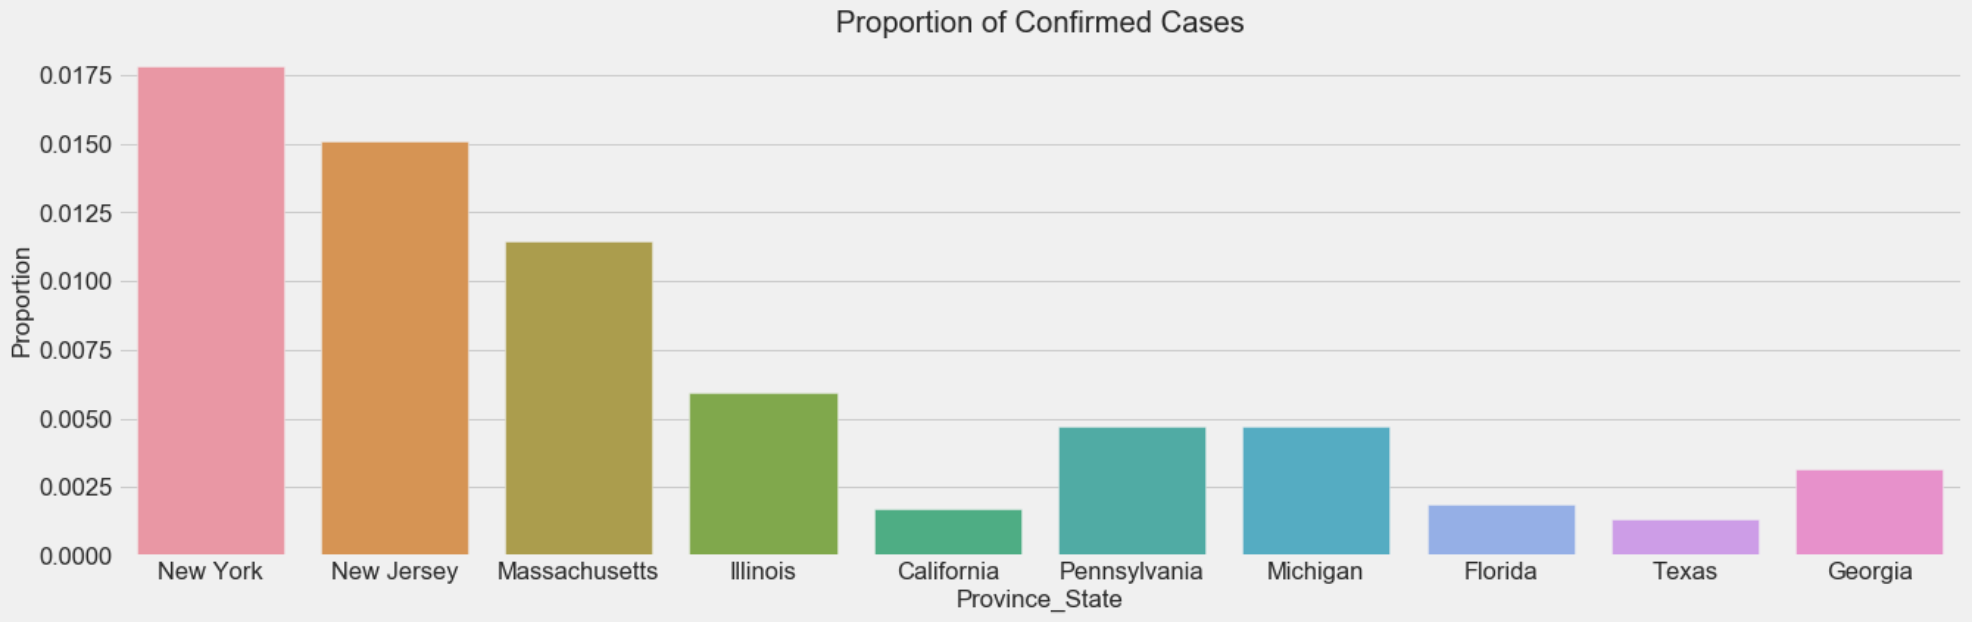 Proportion of Confirmed Cases
Proportion
0.0175
0.0150
0.0125
0.0100
0.0075
0.0050
0.0025
0.0000
New York New Jersey Massachusetts Illinois California Pennsylvania Michigan Florida Texas Georgia
Province_State